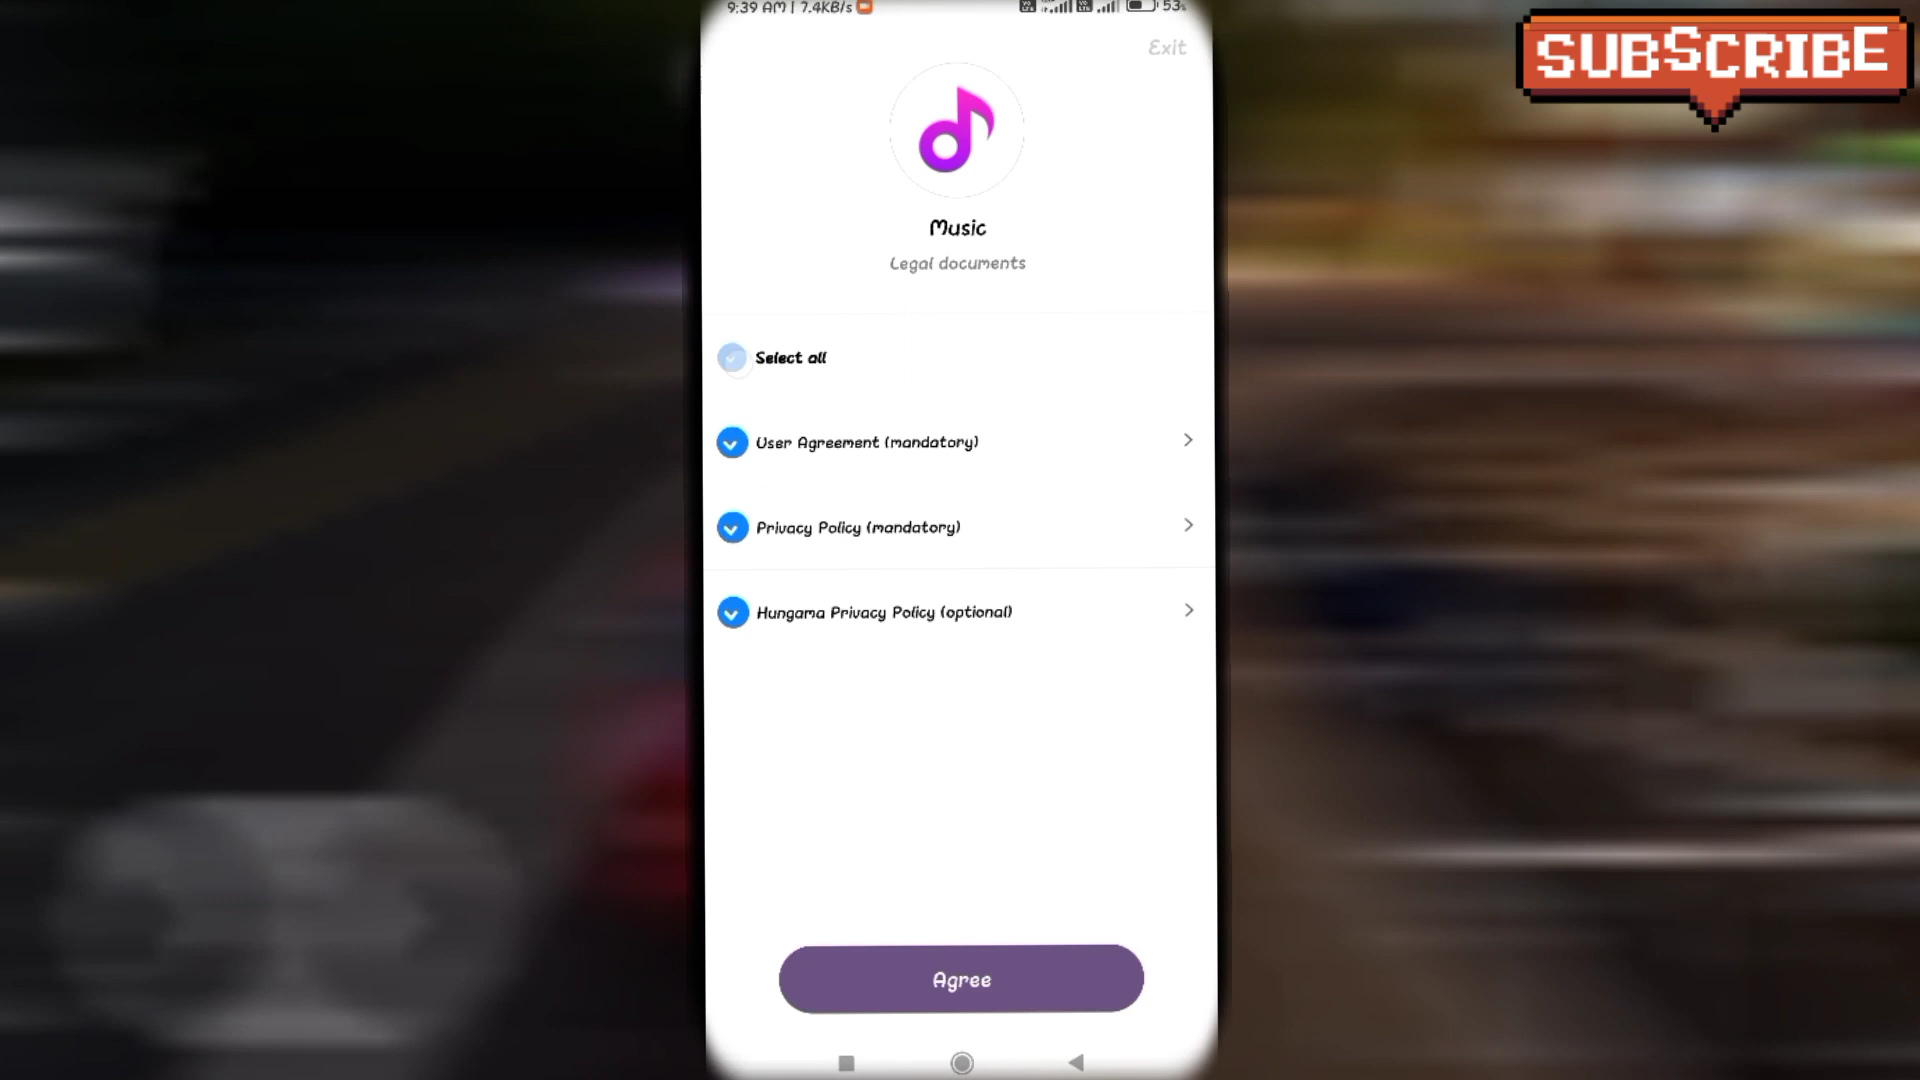 9:39 AM | 7.4KB/s
53%
SUBSCRIBE
Exit
Music
Legal documents
Select all
User Agreement (mandatory)
Privacy Policy (mandatory)
Hungama Privacy Policy (optional)
Agree